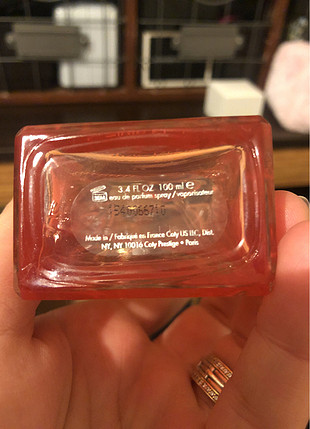 3.4 Fl OZ 100 ml e
eau de parfum spray / vaporisateur
Made in / Fabriqué en France Coty US LLC, Dist.
NY, NY 10016 Coty Prestige • Paris